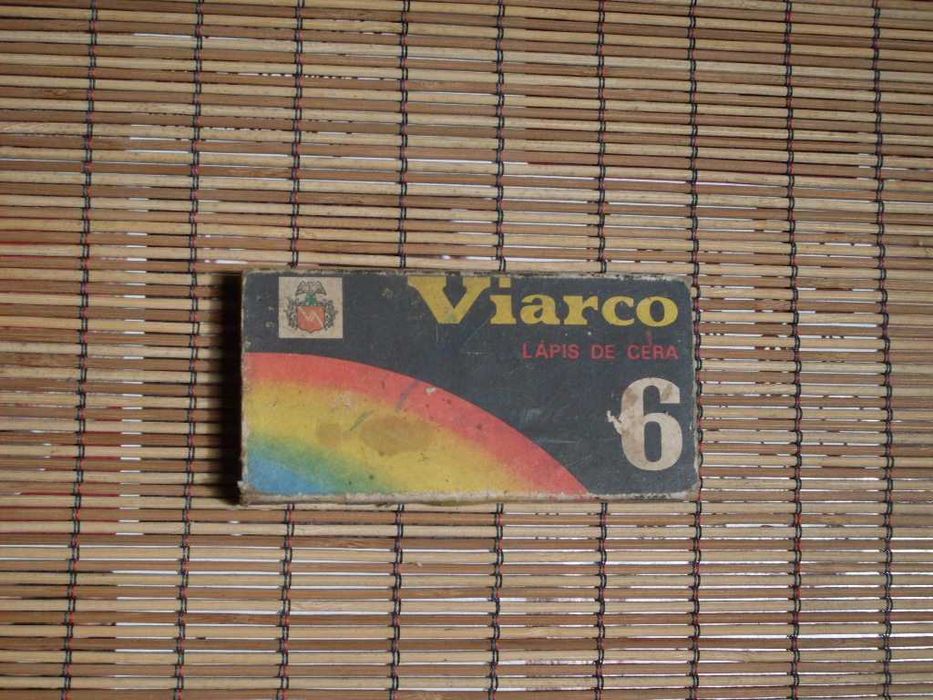 Viarco
LÁPIS DE CERA
6